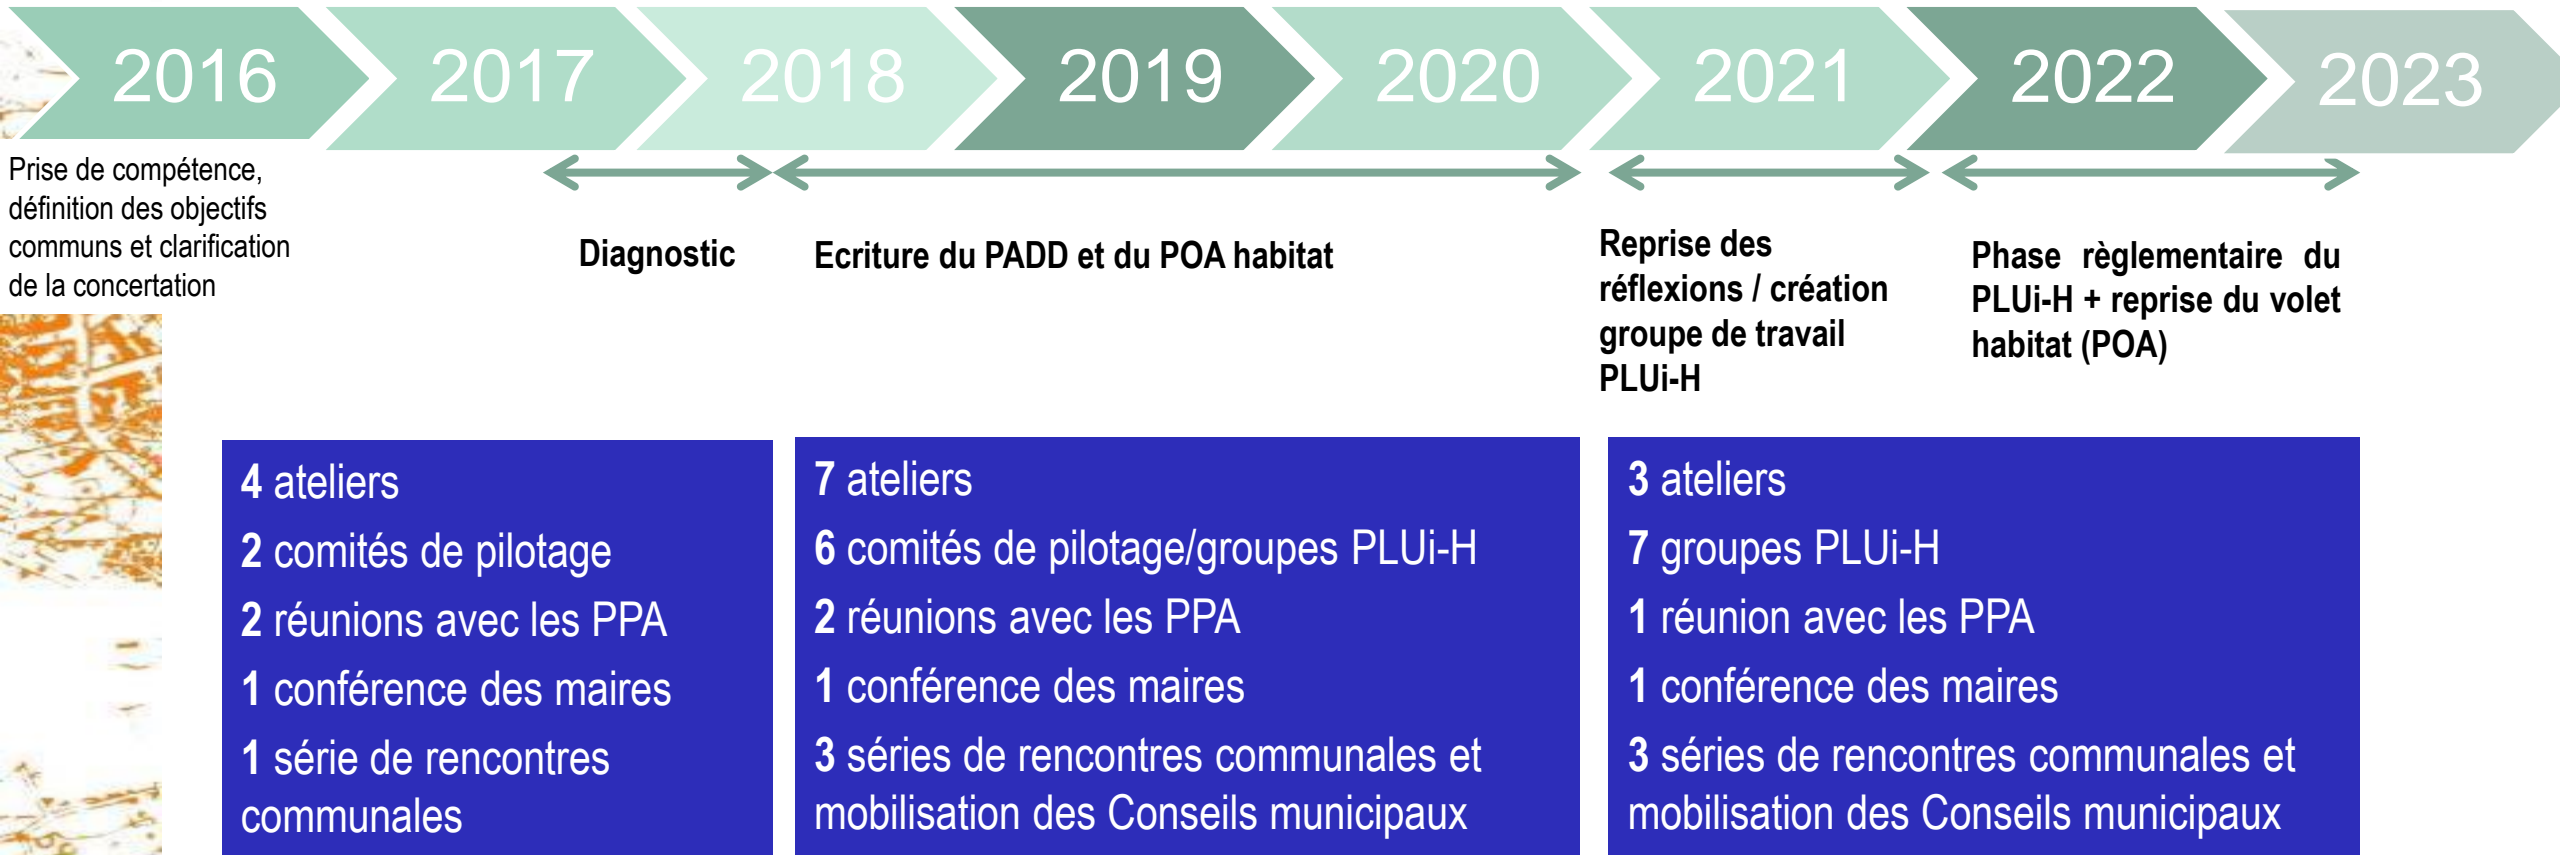 2016 2017 2018 2019 2020 2021 2022 2023
Prise de compétence,
définition des objectifs
communs et clarification
de la concertation
Diagnostic
Ecriture du PADD et du POA habitat
Reprise des
réflexions / création
groupe de travail
PLUi-H
Phase règlementaire du
PLUi-H + reprise du volet
habitat (POA)
4 ateliers
2 comités de pilotage
2 réunions avec les PPA
1 conférence des maires
1 série de rencontres
communales
7 ateliers
6 comités de pilotage/groupes PLUi-H
2 réunions avec les PPA
1 conférence des maires
3 séries de rencontres communales et
mobilisation des Conseils municipaux
3 ateliers
7 groupes PLUi-H
1 réunion avec les PPA
1 conférence des maires
3 séries de rencontres communales et
mobilisation des Conseils municipaux